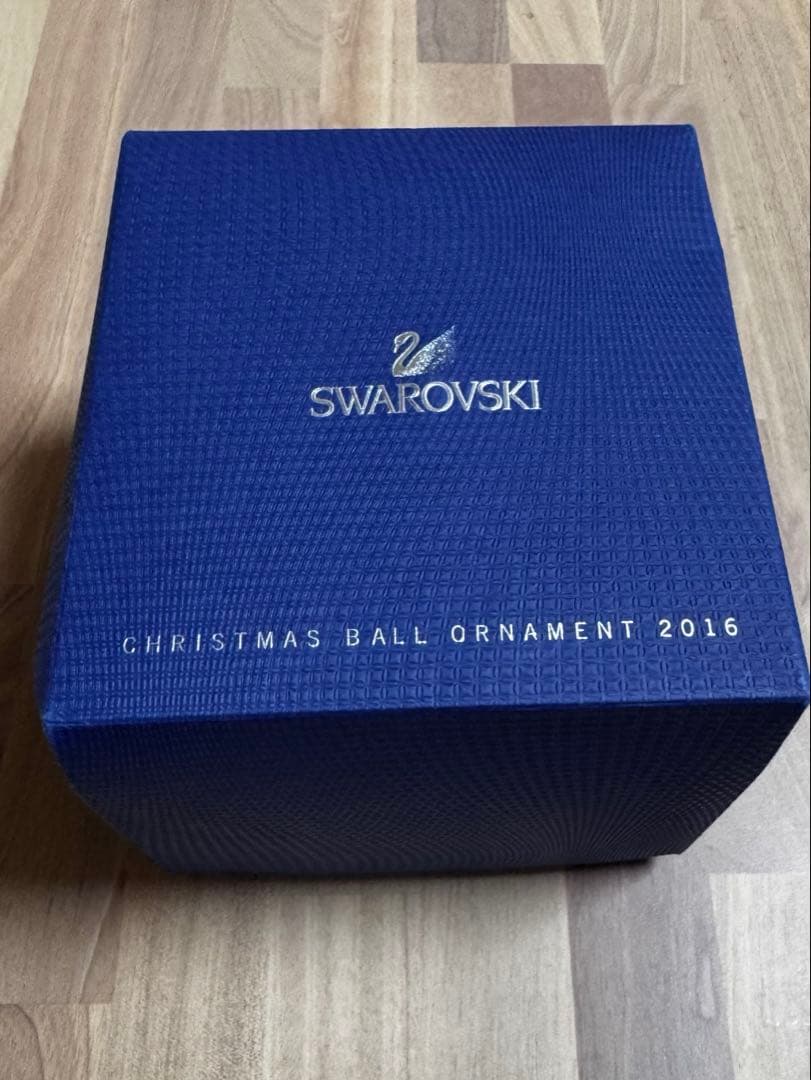 SWAROVSKI
CHRISTMAS BALL ORNAMENT 2016